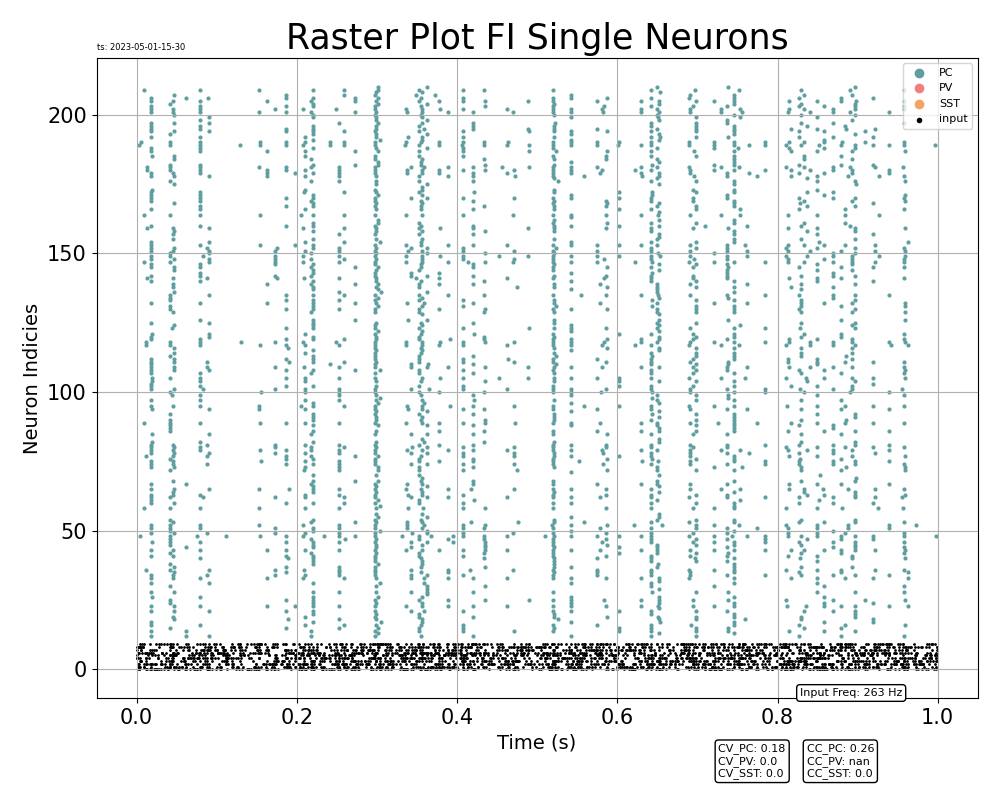 Raster Plot FI Single Neurons
ts: 2023-05-01-15-30
PC
PV
SST
input
200
150
100
50
0
Neuron Indicies
0.0 0.2 0.4 0.6 0.8 1.0
Time (s)
Input Freq: 263 Hz
CV_PC: 0.18
CV_PV: 0.0
CV_SST: 0.0
CC_PC: 0.26
CC_PV: nan
CC_SST: 0.0